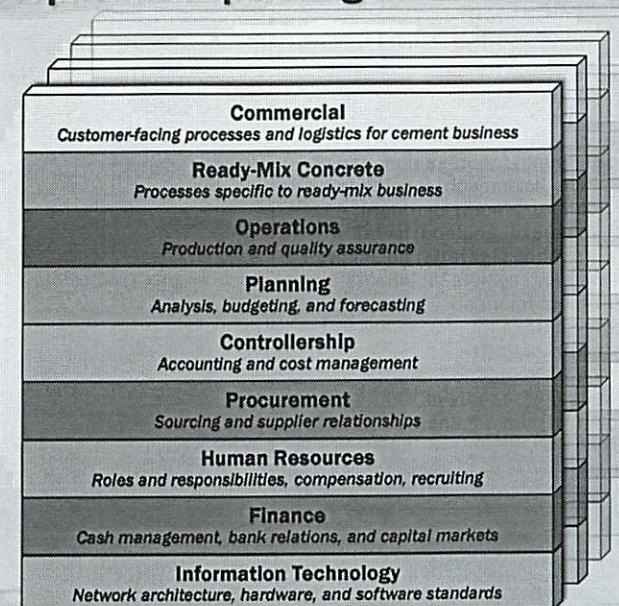 Commercial
Customer-facing processes and logistics for cement business
Ready-Mix Concrete
Processes specific to ready-mix business
Operations
Production and quality assurance
Planning
Analysis, budgeting, and forecasting
Controllership
Accounting and cost management
Procurement
Sourcing and supplier relationships
Human Resources
Roles and responsibilities, compensation, recruiting
Finance
Cash management, bank relations, and capital markets
Information Technology
Network architecture, hardware, and software standards